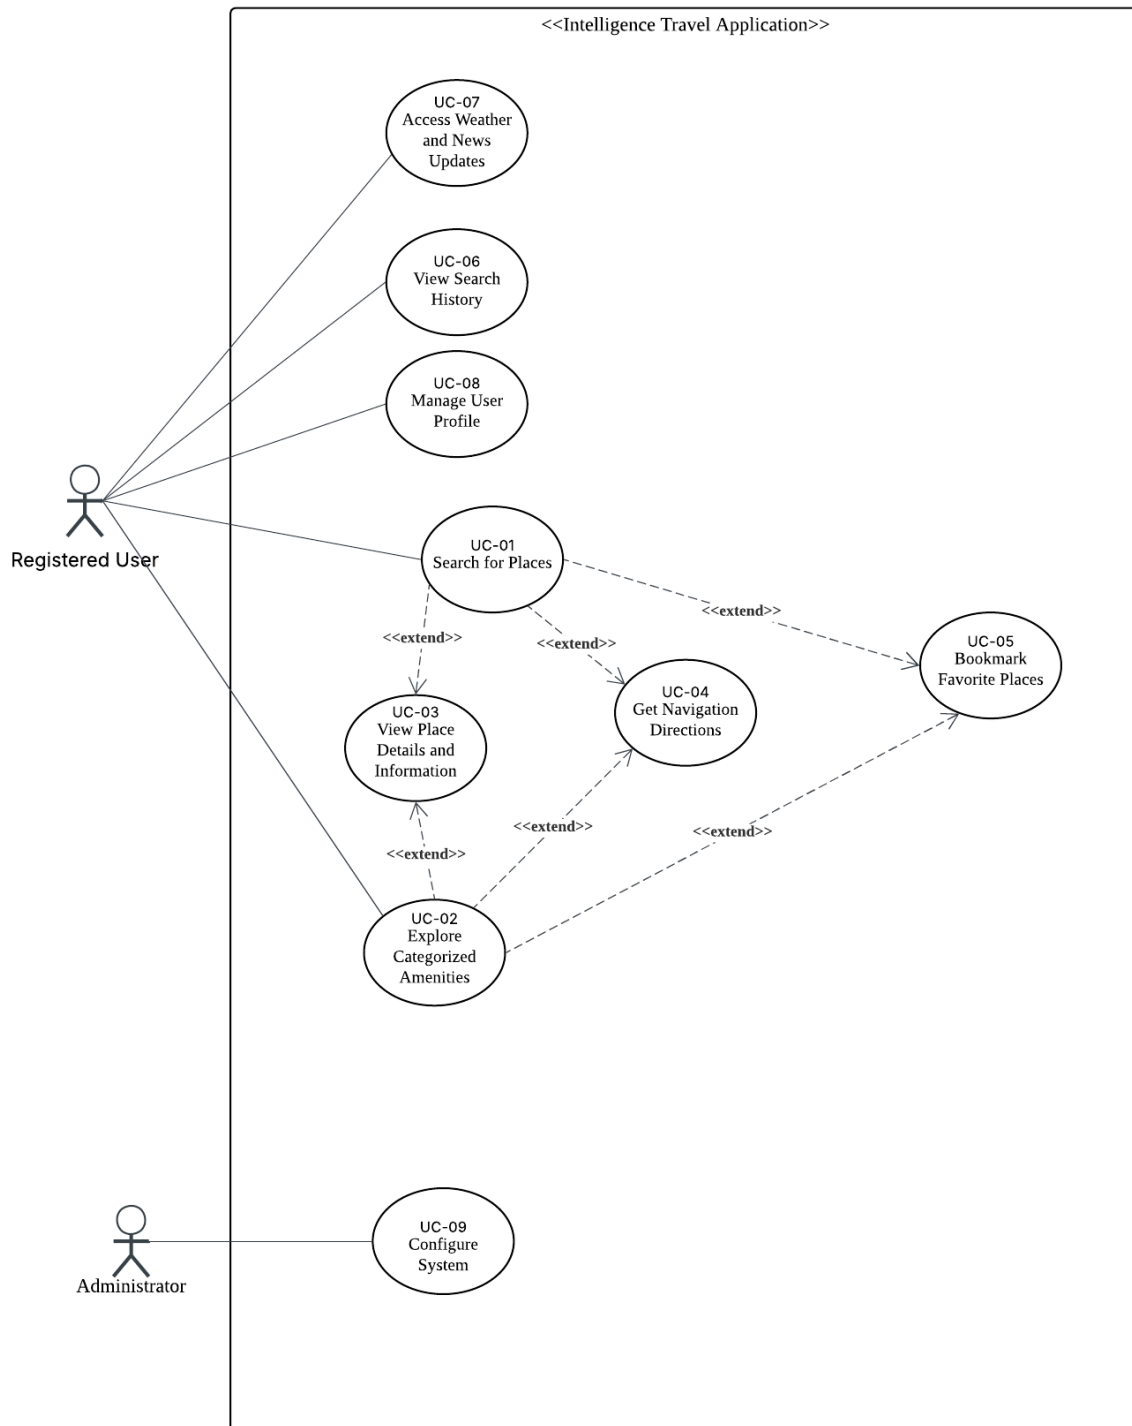 <<Intelligence Travel Application>>
UC-07
Access Weather
and News
Updates
UC-06
View Search
History
UC-08
Manage User
Profile
Registered User
UC-01
Search for Places
<<extend>>
<<extend>>
<<extend>>
UC-05
Bookmark
Favorite Places
UC-04
Get Navigation
Directions
UC-03
View Place
Details and
Information
<<extend>>
<<extend>>
<<extend>>
UC-02
Explore
Categorized
Amenities
UC-09
Configure
System
Administrator